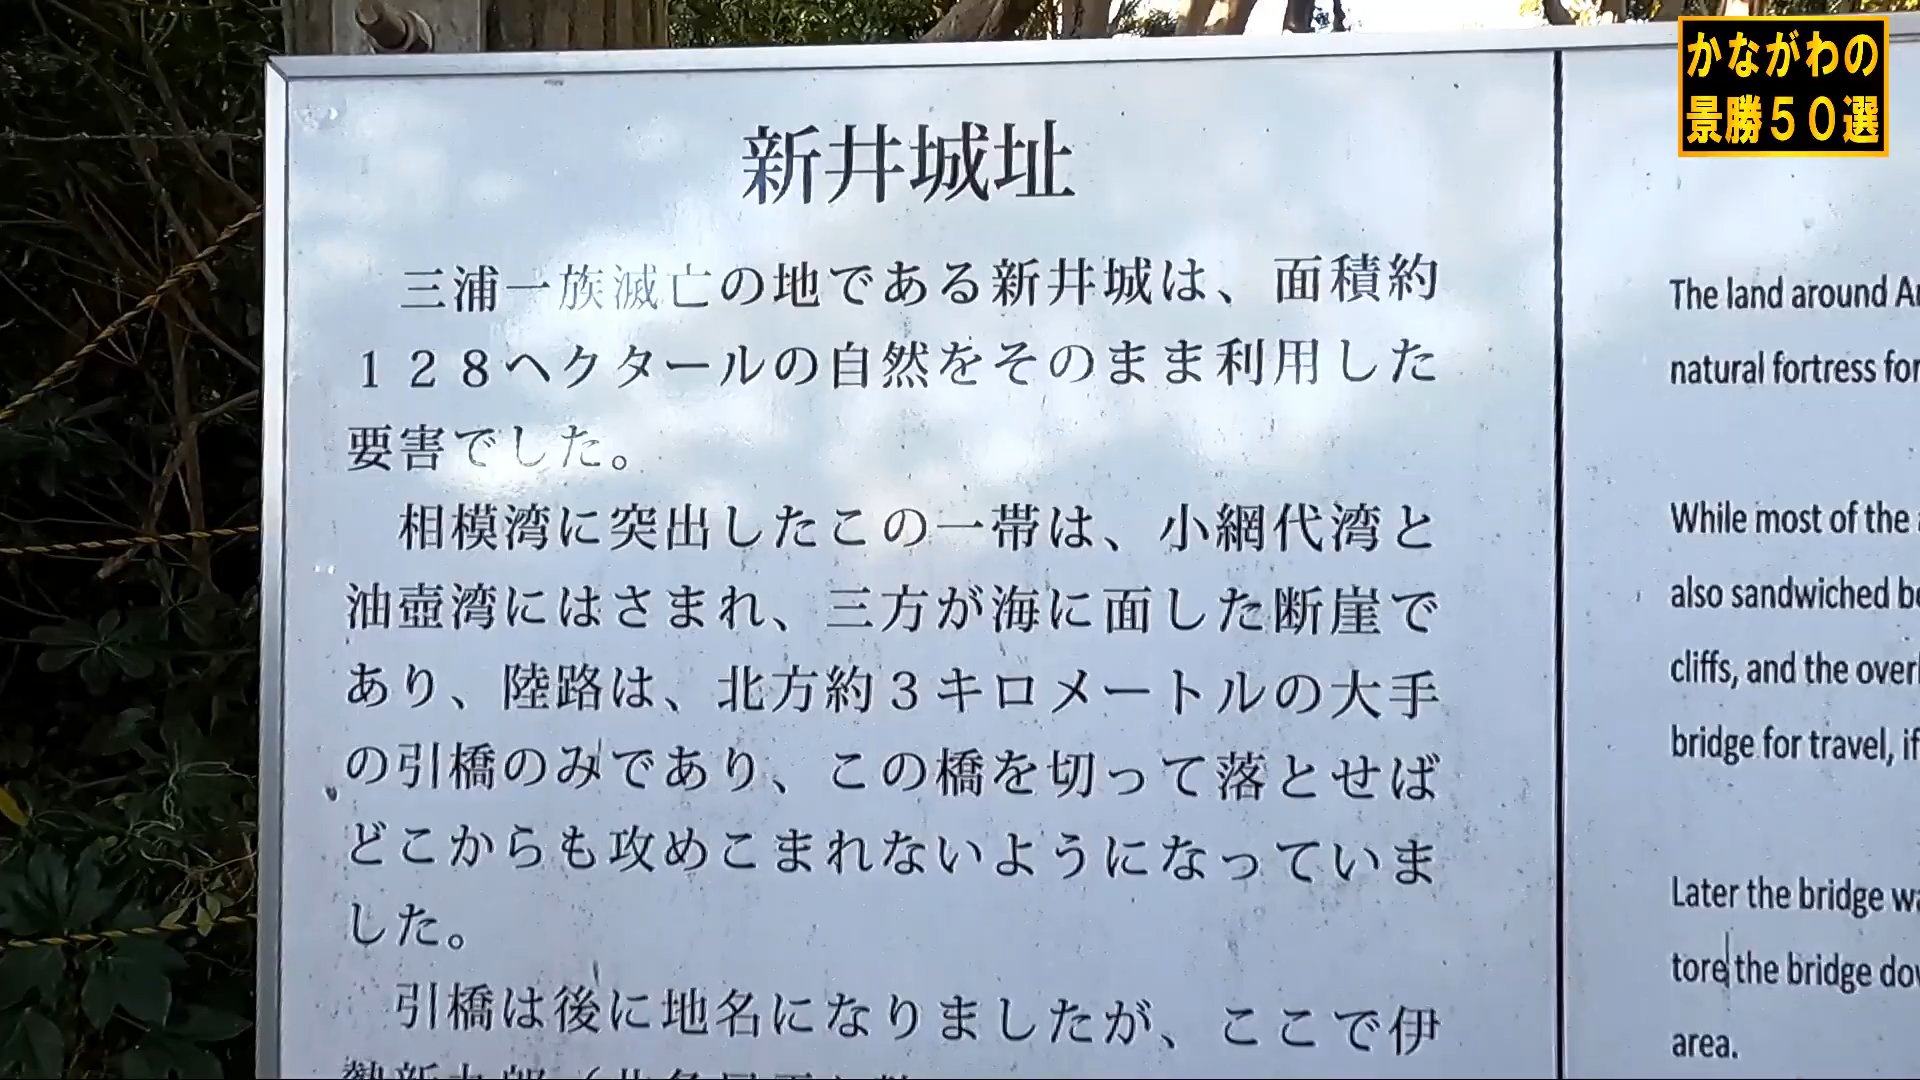 かながわの
景勝５０選
新井城址
三浦一族滅亡の地である新井城は、面積約
１２８ヘクタールの自然をそのまま利用した
要害でした。
相模湾に突出したこの一帯は、小網代湾と
油壺湾にはさまれ、三方が海に面した断崖で
あり、陸路は、北方約３キロメートルの大手
の引橋のみであり、この橋を切って落とせば
どこからも攻めこまれないようになっていま
した。
引橋は後に地名になりましたが、ここで伊
The land around
natural fortress for
While most of the
also sandwiched
cliffs, and the
bridge for travel, if
Later the bridge
tore the bridge
area.